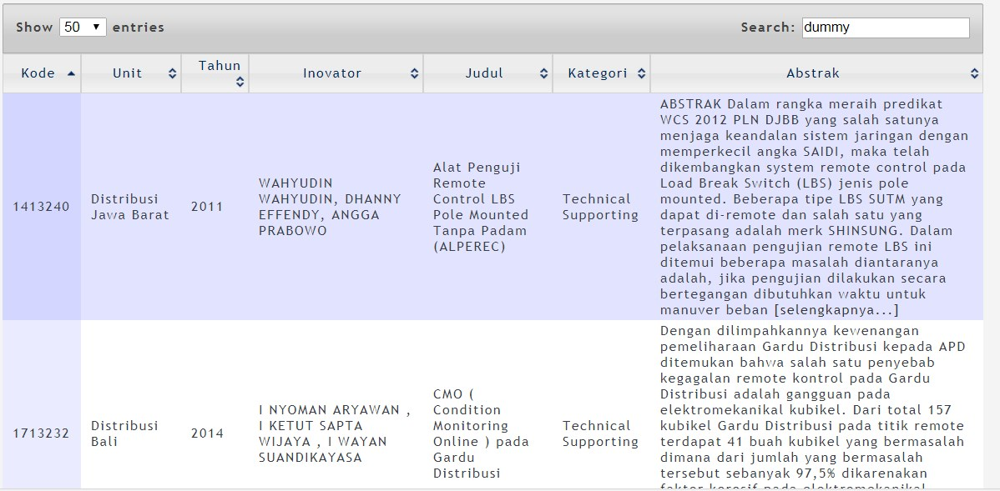 Show 50 entries Search: dummy
Kode Unit Tahun Inovator Judul Kategori Abstrak
1413240
Distribusi
Jawa Barat
2011
WAHYUDIN
WAHYUDIN, DHANNY
EFFENDY, ANGGA
PRABOWO
Alat Penguji
Remote
Control LBS
Pole Mounted
Tanpa Padam
(ALPEREC)
Technical
Supporting
ABSTRAK Dalam rangka meraih predikat
WCS 2012 PLN DJBB yang salah satunya
menjaga keandalan sistem jaringan dengan
memperkecil angka SAIDI, maka telah
dikembangkan system remote control pada
Load Break Switch (LBS) jenis pole
mounted. Beberapa tipe LBS SUTM yang
dapat di-remote dan salah satu yang
terpasang adalah merk SHINSUNG. Dalam
pelaksanaan pengujian remote LBS ini
ditemui beberapa masalah diantaranya
adalah, jika pengujian dilakukan secara
bertegangan dibutuhkan waktu untuk
manuver beban [selengkapnya...]
1713232
Distribusi
Bali
2014
I NYOMAN ARYAWAN ,
I KETUT SAPTA
WIJAYA , I WAYAN
SUANDIKAYASA
CMO (
Condition
Monitoring
Online ) pada
Gardu
Distribusi
Technical
Supporting
Dengan dilimpahkannya kewenangan
pemeliharaan Gardu Distribusi kepada APD
ditemukan bahwa salah satu penyebab
kegagalan remote kontrol pada Gardu
Distribusi adalah gangguan pada
elektromekanikal kubikel. Dari total 157
kubikel Gardu Distribusi pada titik remote
terdapat 41 buah kubikel yang bermasalah
dimana dari jumlah yang bermasalah
tersebut sebanyak 97,5% dikarenakan
faktor korosif pada elektromekanikal